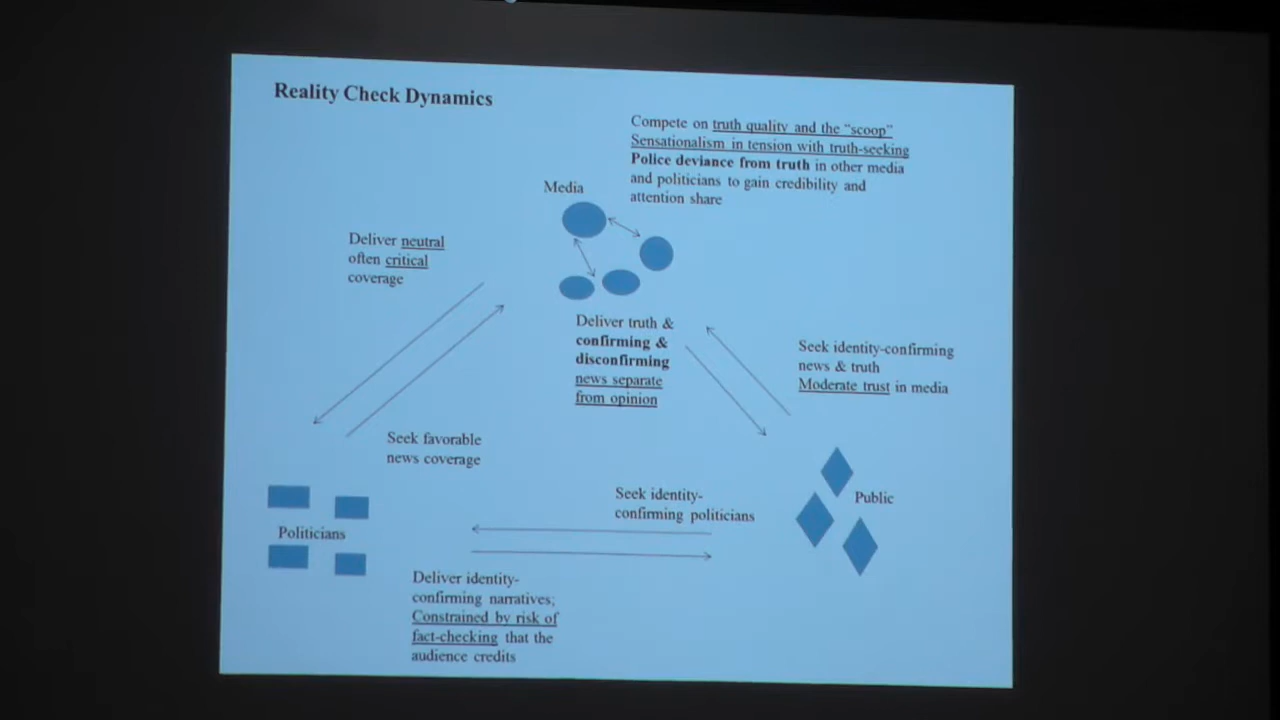 Reality Check Dynamics
Compete on truth quality and the “scoop”
Sensationalism in tension with truth-seeking
Police deviance from truth in other media
and politicians to gain credibility and
attention share
Media
Deliver neutral
often critical
coverage
Deliver truth &
confirming &
disconfirming
news separate
from opinion
Seek identity-confirming
news & truth
Moderate trust in media
Seek favorable
news coverage
Public
Seek identity-
confirming politicians
Politicians
Deliver identity-
confirming narratives;
Constrained by risk of
fact-checking that the
audience credits